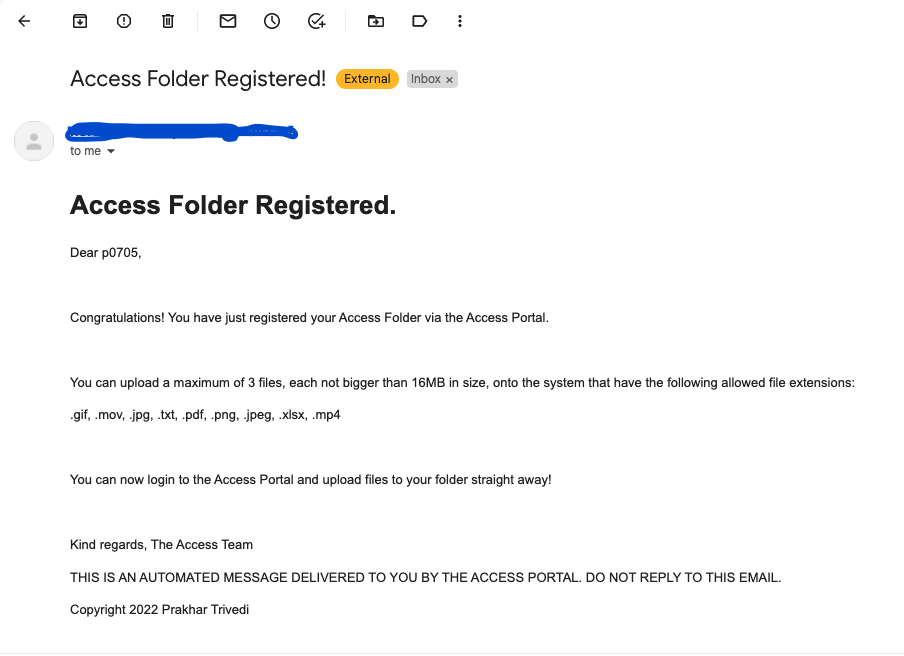 Access Folder Registered!
External
Inbox ×
to me
Access Folder Registered.
Dear p0705,
Congratulations! You have just registered your Access Folder via the Access Portal.
You can upload a maximum of 3 files, each not bigger than 16MB in size, onto the system that have the following allowed file extensions:
.gif, .mov, .jpg, .txt, .pdf, .png, .jpeg, .xlsx, .mp4
You can now login to the Access Portal and upload files to your folder straight away!
Kind regards, The Access Team
THIS IS AN AUTOMATED MESSAGE DELIVERED TO YOU BY THE ACCESS PORTAL. DO NOT REPLY TO THIS EMAIL.
Copyright 2022 Prakhar Trivedi